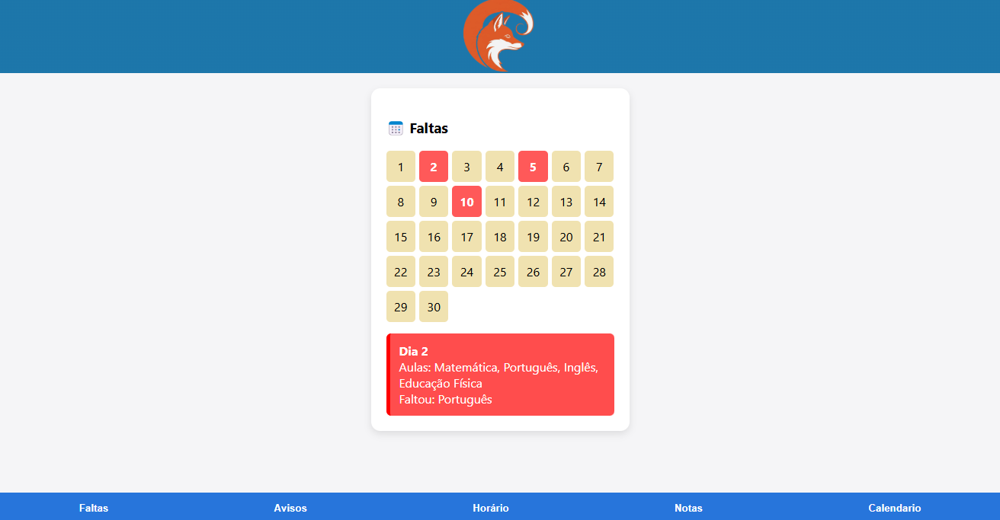 Faltas
1 2 3 4 5 6 7
8 9 10 11 12 13 14
15 16 17 18 19 20 21
22 23 24 25 26 27 28
29 30
Dia 2
Aulas: Matemática, Português, Inglês,
Educação Física
Faltou: Português
Faltas Avisos Horário Notas Calendario